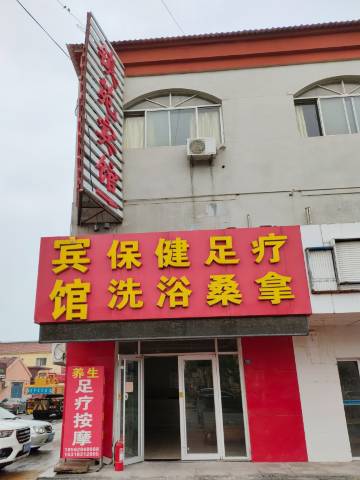 宾馆
保健足疗
洗浴桑拿
养生
足疗按摩